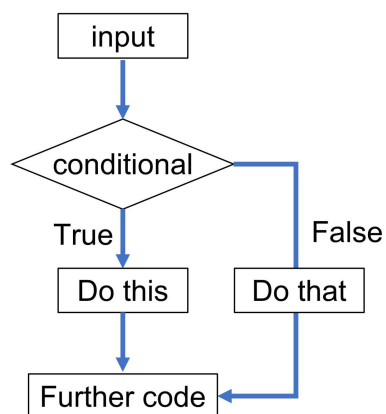 input
conditional
True
False
Do this
Do that
Further code